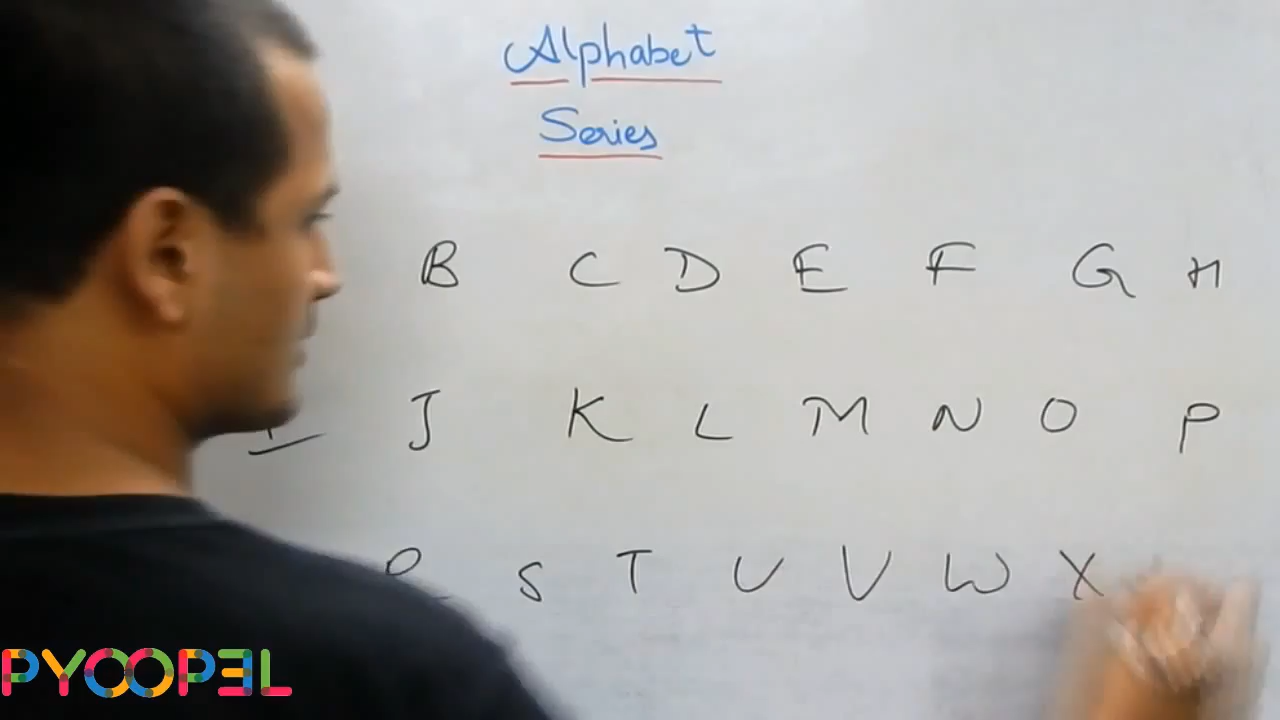 Alphabet
Series
B C D E F G H
I J K L M N O P
R S T U V W X
PYOOPEL